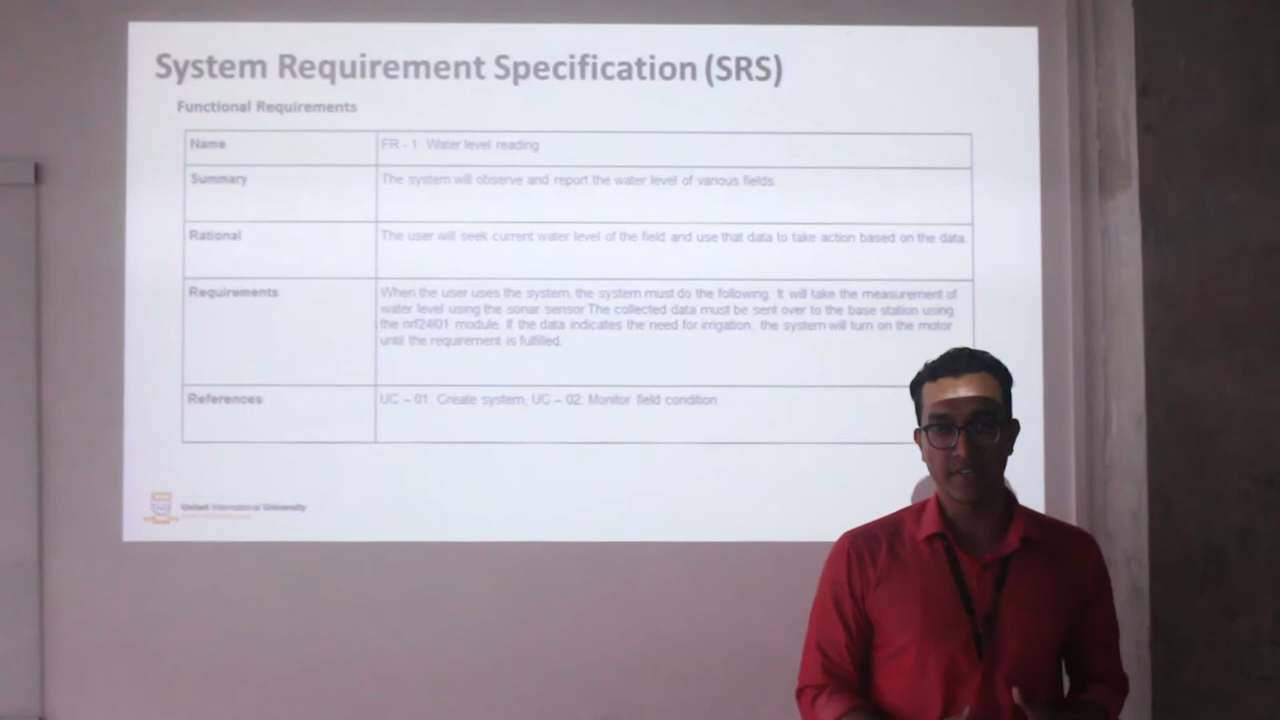 System Requirement Specification (SRS)
Functional Requirements
Name
FR - 1: Water level reading
Summary
The system will observe and report the water level of various fields.
Rational
The user will seek current water level of the field and use that data to take action based on the data.
Requirements
When the user uses the system, the system must do the following. It will take the measurement of
water level using the sonar sensor.The collected data must be sent over to the base station using
the nrf24l01 module. If the data indicates the need for irrigation, the system will turn on the motor
until the requirement is fulfilled.
References
UC – 01: Create system, UC – 02: Monitor field condition
United International University